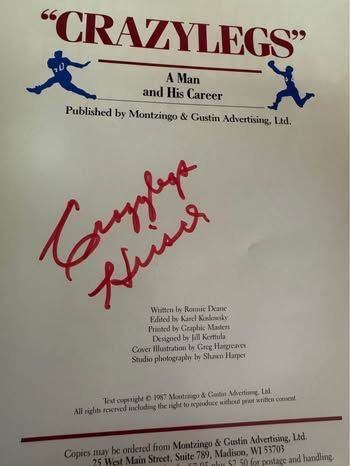 "CRAZYLEGS"
A Man
and His Career
Published by Montzingo & Gustin Advertising, Ltd.
Crazylegs
Hirsch
Written by Ronnie Deane
Edited by Karel Koslowsky
Printed by Graphic Masters
Designed by Jill Kerttula
Cover Illustration by Greg Hargreaves
Studio photography by Shawn Harper
Text copyright © 1987 Montzingo & Gustin Advertising, Ltd.
All rights reserved including the right to reproduce without prior written consent.
Copies may be ordered from Montzingo & Gustin Advertising, Ltd.
25 West Main Street, Suite 789, Madison, WI 53703
plus $2.50 for postage and handling.